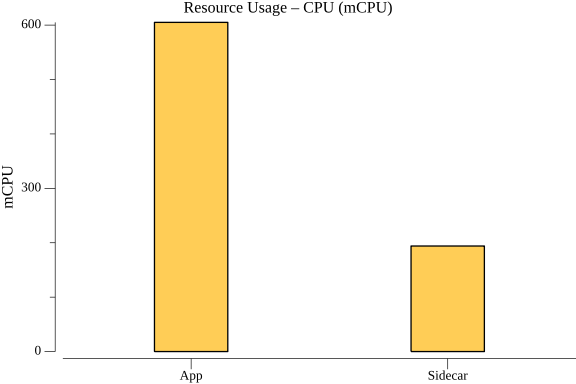 Resource Usage – CPU (mCPU)
mCPU
600
300
0
App
Sidecar